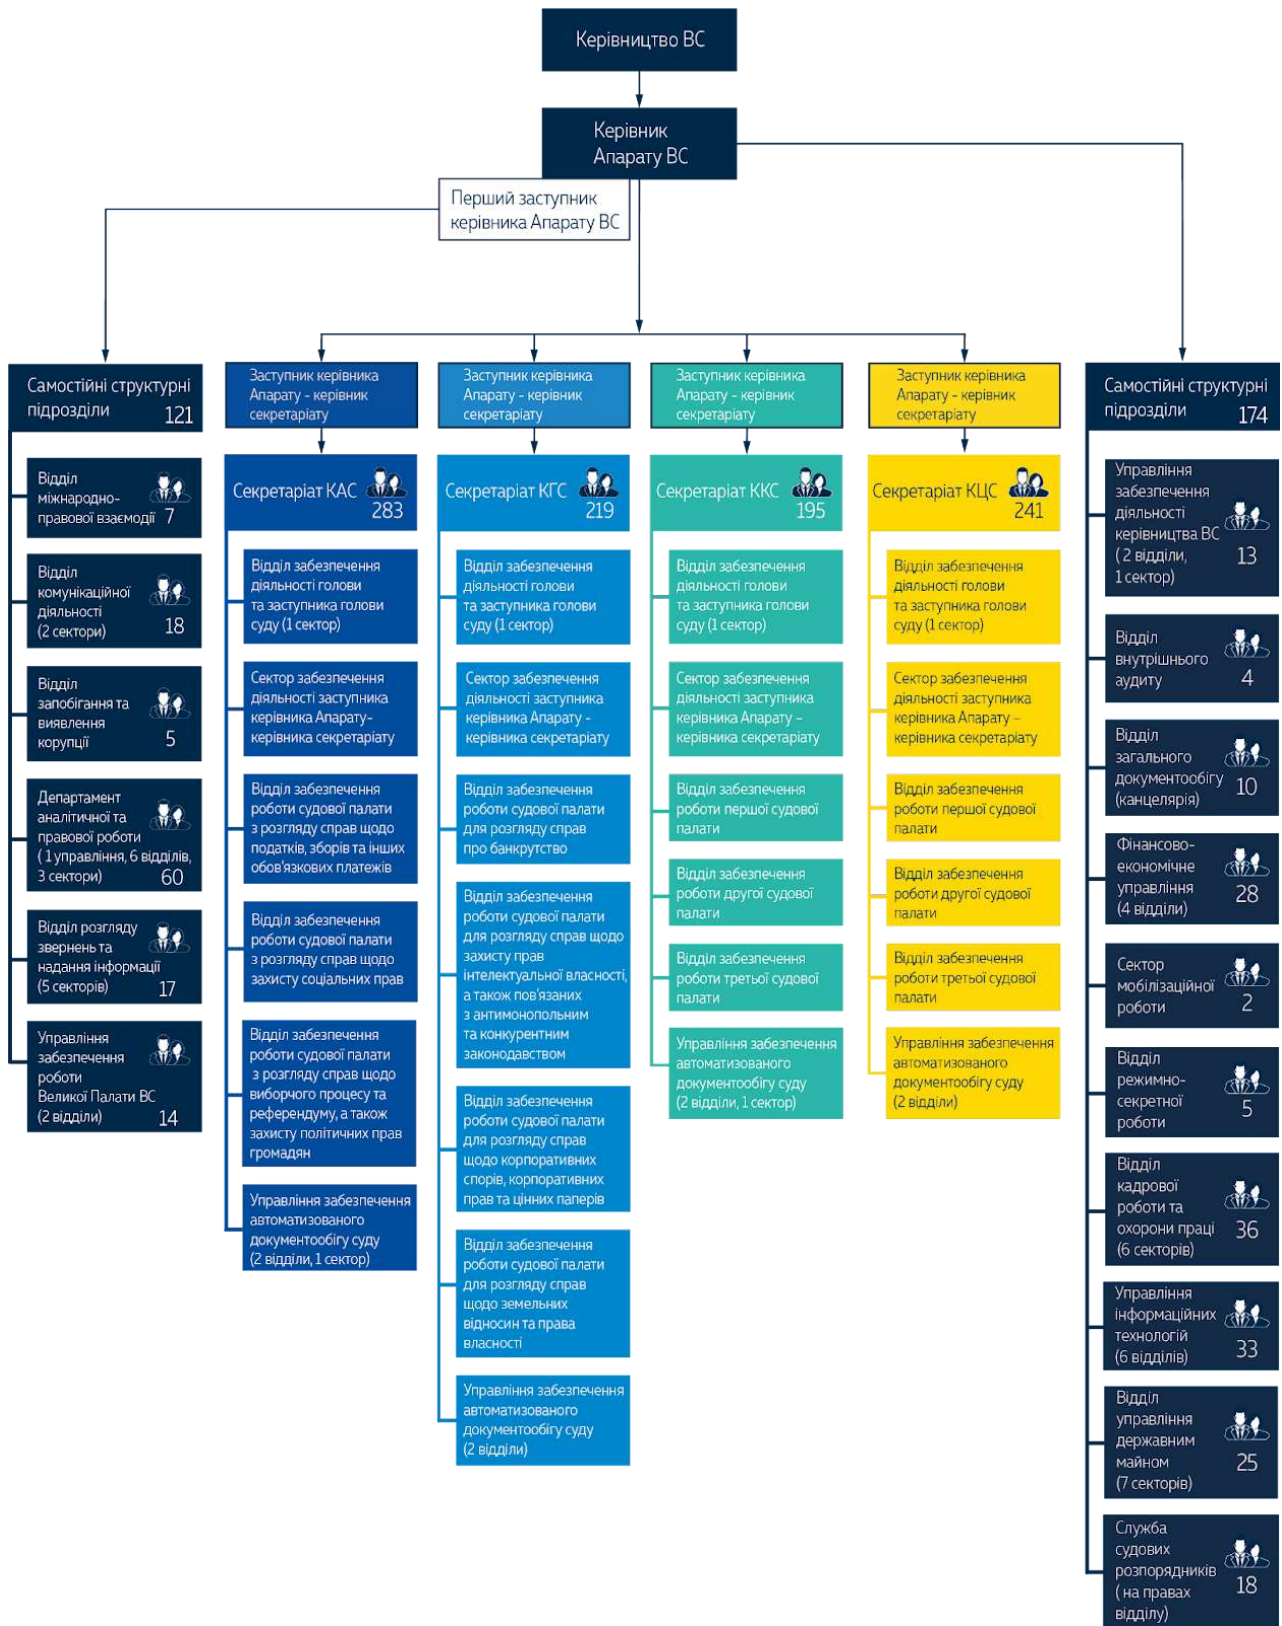 Керівництво ВС
Керівник
Апарату ВС
Перший заступник
керівника Апарату ВС
Самостійні структурні
підрозділи 121
Відділ
міжнародно-
правової взаємодії 7
Відділ
комунікаційної
діяльності
(2 сектори) 18
Відділ
запобігання та
виявлення
корупції 5
Департамент
аналітичної та
правової роботи
( 1 управління, 6 відділів,
3 сектори) 60
Відділ розгляду
звернень та
надання інформації
(5 секторів) 17
Управління
забезпечення
роботи
Великої Палати ВС
(2 відділи) 14
Заступник керівника
Апарату - керівник
секретаріату
Секретаріат КАС
283
Відділ забезпечення
діяльності голови
та заступника голови
суду (1 сектор)
Сектор забезпечення
діяльності заступника
керівника Апарату-
керівника секретаріату
Відділ забезпечення
роботи судової палати
з розгляду справ щодо
податків, зборів та інших
обов'язкових платежів
Відділ забезпечення
роботи судової палати
з розгляду справ щодо
захисту соціальних прав
Відділ забезпечення
роботи судової палати
з розгляду справ щодо
виборчого процесу та
референдуму, а також
захисту політичних прав
громадян
Управління забезпечення
автоматизованого
документообігу суду
(2 відділи, 1 сектор)
Заступник керівника
Апарату - керівник
секретаріату
Секретаріат КГС
219
Відділ забезпечення
діяльності голови
та заступника голови
суду (1 сектор)
Сектор забезпечення
діяльності заступника
керівника Апарату -
керівника секретаріату
Відділ забезпечення
роботи судової палати
для розгляду справ
про банкрутство
Відділ забезпечення
роботи судової палати
для розгляду справ щодо
захисту прав
інтелектуальної власності,
а також пов'язаних
з антимонопольним
та конкурентним
законодавством
Відділ забезпечення
роботи судової палати
для розгляду справ
щодо корпоративних
спорів, корпоративних
прав та цінних паперів
Відділ забезпечення
роботи судової палати
для розгляду справ
щодо земельних
відносин та права
власності
Управління забезпечення
автоматизованого
документообігу суду
(2 відділи)
Заступник керівника
Апарату - керівник
секретаріату
Секретаріат ККС
195
Відділ забезпечення
діяльності голови
та заступника голови
суду (1 сектор)
Сектор забезпечення
діяльності заступника
керівника Апарату –
керівника секретаріату
Відділ забезпечення
роботи першої судової
палати
Відділ забезпечення
роботи другої судової
палати
Відділ забезпечення
роботи третьої судової
палати
Управління забезпечення
автоматизованого
документообігу суду
(2 відділи, 1 сектор)
Заступник керівника
Апарату - керівник
секретаріату
Секретаріат КЦС
241
Відділ забезпечення
діяльності голови
та заступника голови
суду (1 сектор)
Сектор забезпечення
діяльності заступника
керівника Апарату –
керівника секретаріату
Відділ забезпечення
роботи першої судової
палати
Відділ забезпечення
роботи другої судової
палати
Відділ забезпечення
роботи третьої судової
палати
Управління забезпечення
автоматизованого
документообігу суду
(2 відділи)
Самостійні структурні
підрозділи 174
Управління
забезпечення
діяльності
керівництва ВС
( 2 відділи,
1 сектор) 13
Відділ
внутрішнього
аудиту 4
Відділ
загального
документообігу
(канцелярія) 10
Фінансово-
економічне
управління
(4 відділи) 28
Сектор
мобілізаційної
роботи 2
Відділ
режимно-
секретної
роботи 5
Відділ
кадрової
роботи та
охорони праці
(6 секторів) 36
Управління
інформаційних
технологій
(6 відділів) 33
Відділ
управління
державним
майном
(7 секторів) 25
Служба
судових
розпорядників
( на правах
відділу) 18